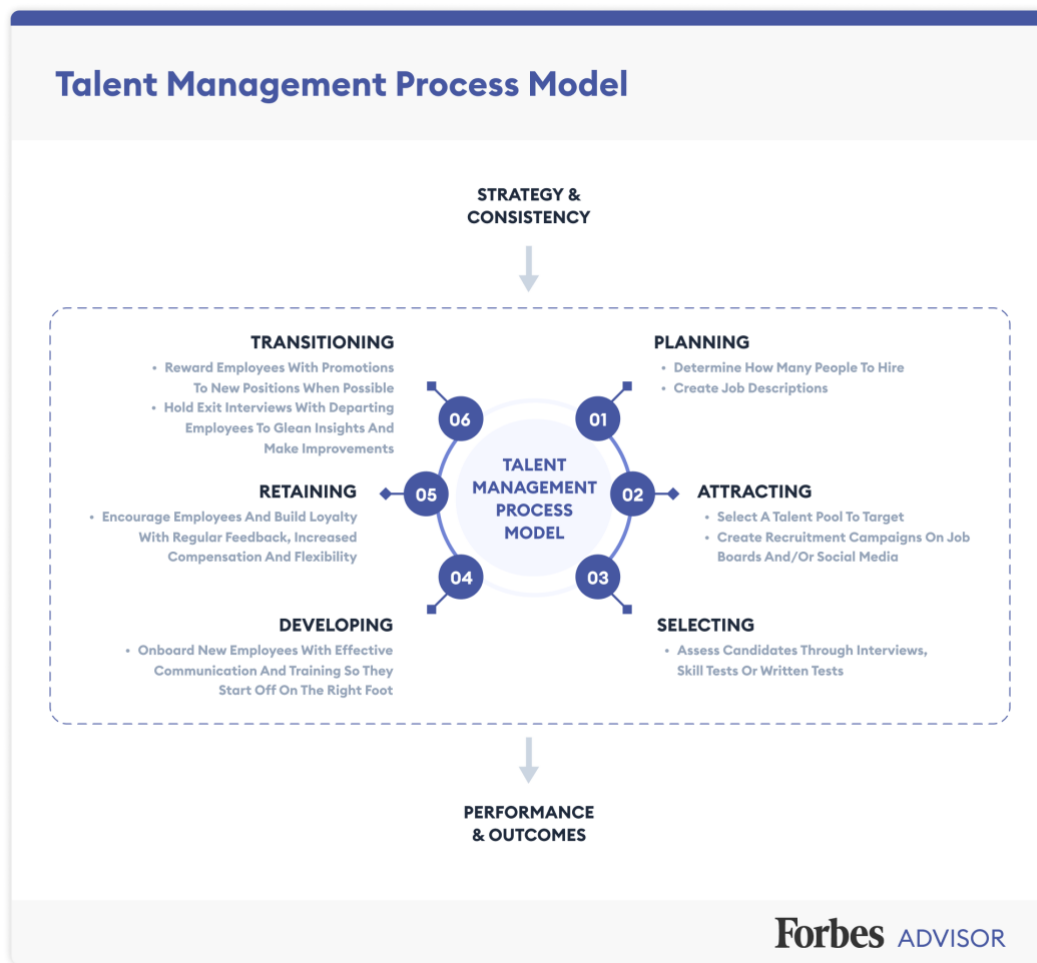 Talent Management Process Model
STRATEGY &
CONSISTENCY
TRANSITIONING
• Reward Employees With Promotions
To New Positions When Possible
• Hold Exit Interviews With Departing
Employees To Glean Insights And
Make Improvements
PLANNING
• Determine How Many People To Hire
• Create Job Descriptions
06
01
RETAINING
• Encourage Employees And Build Loyalty
With Regular Feedback, Increased
Compensation And Flexibility
05
TALENT
MANAGEMENT
PROCESS
MODEL
02
ATTRACTING
• Select A Talent Pool To Target
• Create Recruitment Campaigns On Job
Boards And/Or Social Media
04
03
DEVELOPING
• Onboard New Employees With Effective
Communication And Training So They
Start Off On The Right Foot
SELECTING
• Assess Candidates Through Interviews,
Skill Tests Or Written Tests
PERFORMANCE
& OUTCOMES
Forbes ADVISOR